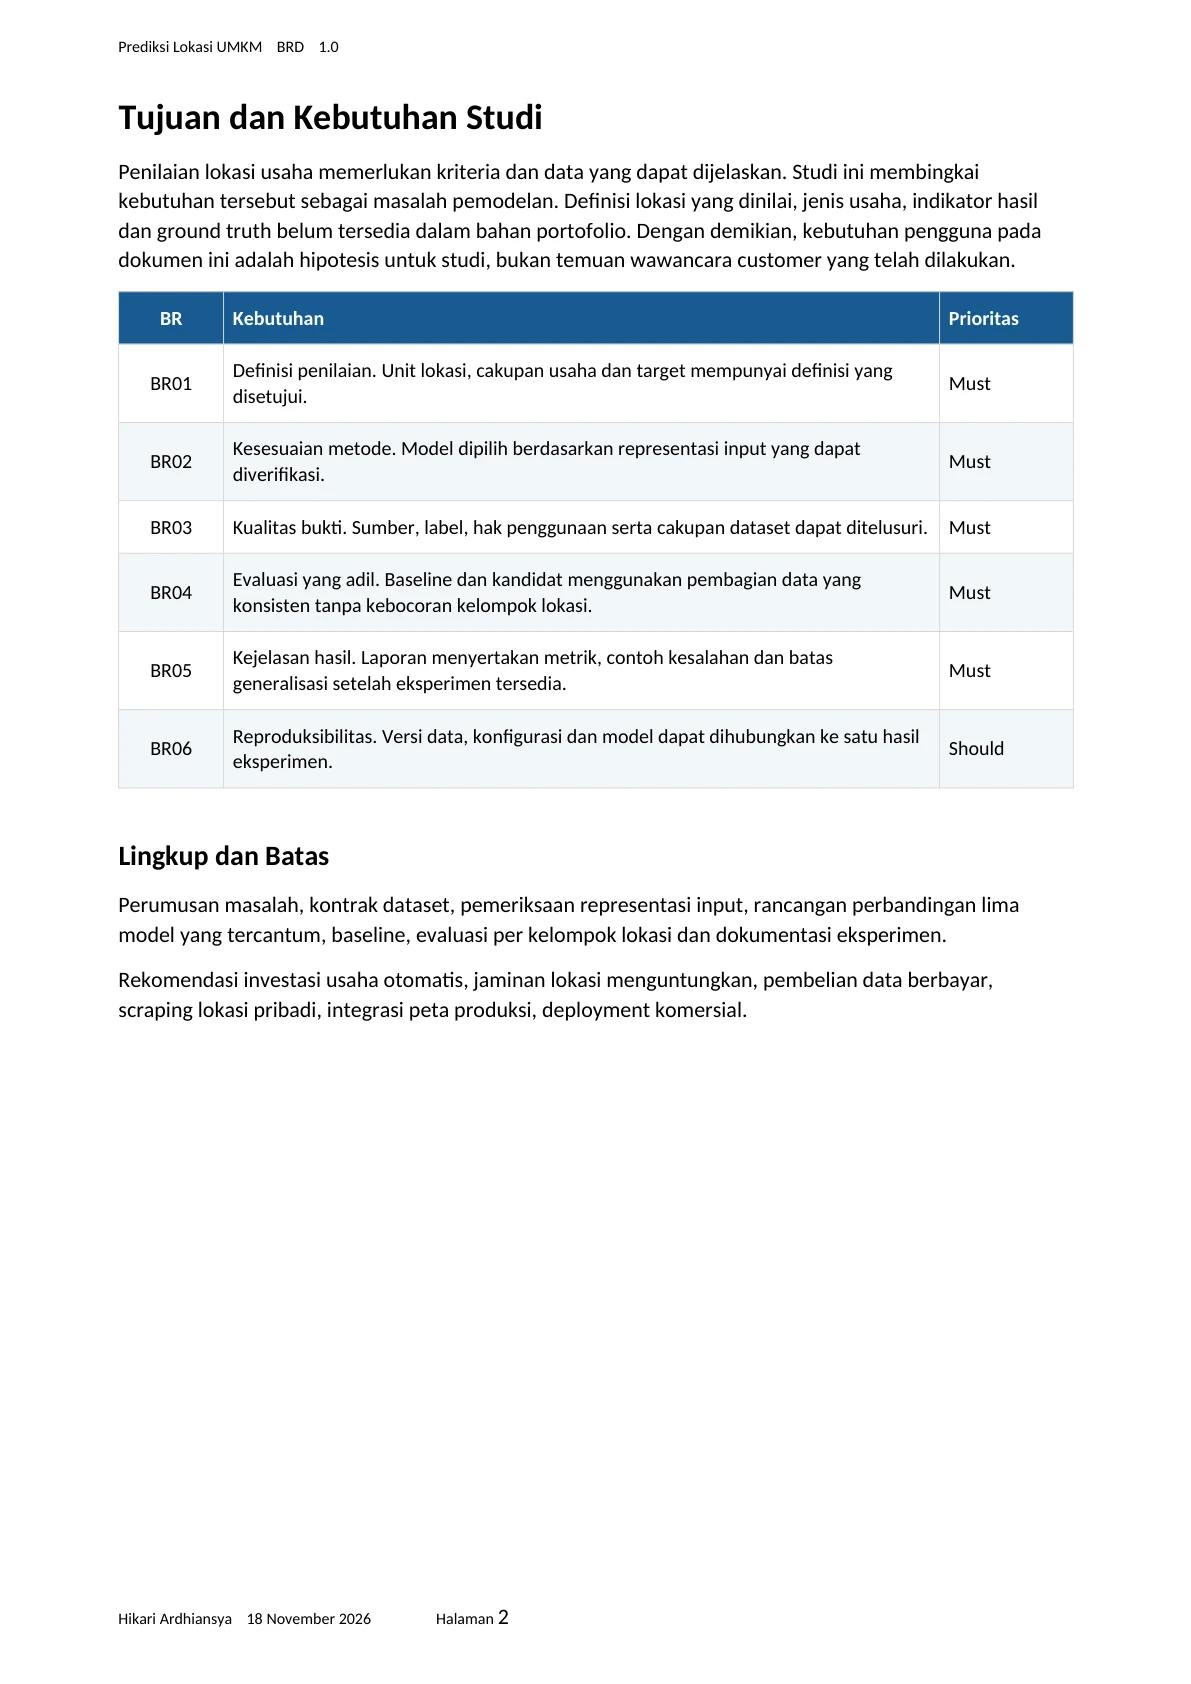 Prediksi Lokasi UMKM BRD 1.0
Tujuan dan Kebutuhan Studi
Penilaian lokasi usaha memerlukan kriteria dan data yang dapat dijelaskan. Studi ini membingkai
kebutuhan tersebut sebagai masalah pemodelan. Definisi lokasi yang dinilai, jenis usaha, indikator hasil
dan ground truth belum tersedia dalam bahan portofolio. Dengan demikian, kebutuhan pengguna pada
dokumen ini adalah hipotesis untuk studi, bukan temuan wawancara customer yang telah dilakukan.
BR Kebutuhan Prioritas
BR01 Definisi penilaian. Unit lokasi, cakupan usaha dan target mempunyai definisi yang
disetujui. Must
BR02 Kesesuaian metode. Model dipilih berdasarkan representasi input yang dapat
diverifikasi. Must
BR03 Kualitas bukti. Sumber, label, hak penggunaan serta cakupan dataset dapat ditelusuri. Must
BR04 Evaluasi yang adil. Baseline dan kandidat menggunakan pembagian data yang
konsisten tanpa kebocoran kelompok lokasi. Must
BR05 Kejelasan hasil. Laporan menyertakan metrik, contoh kesalahan dan batas
generalisasi setelah eksperimen tersedia. Must
BR06 Reproduksibilitas. Versi data, konfigurasi dan model dapat dihubungkan ke satu hasil
eksperimen. Should
Lingkup dan Batas
Perumusan masalah, kontrak dataset, pemeriksaan representasi input, rancangan perbandingan lima
model yang tercantum, baseline, evaluasi per kelompok lokasi dan dokumentasi eksperimen.
Rekomendasi investasi usaha otomatis, jaminan lokasi menguntungkan, pembelian data berbayar,
scraping lokasi pribadi, integrasi peta produksi, deployment komersial.
Hikari Ardhiansya 18 November 2026 Halaman 2